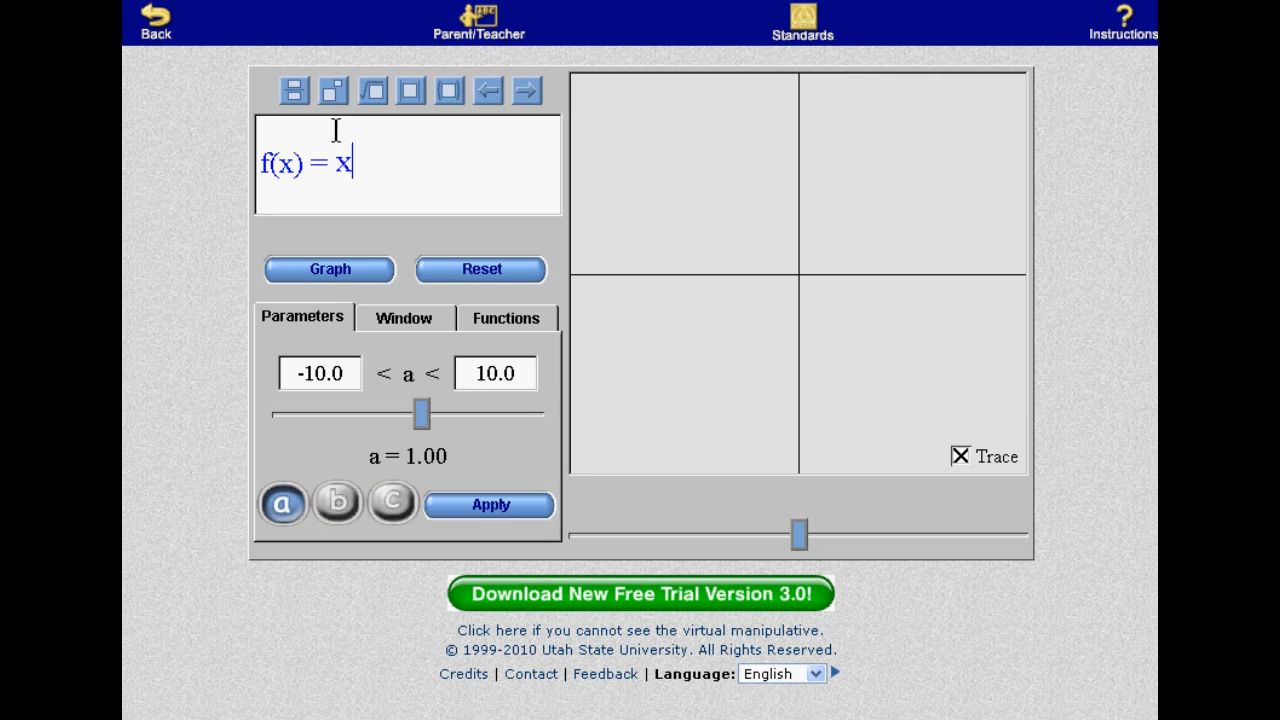 Back
Parent/Teacher
Standards
Instructions
ABC
f(x) = x
Graph
Reset
Parameters
Window
Functions
-10.0 < a < 10.0
a = 1.00
a
b
c
Apply
Trace
Download New Free Trial Version 3.0!
Click here if you cannot see the virtual manipulative.
© 1999-2010 Utah State University. All Rights Reserved.
Credits | Contact | Feedback | Language: English